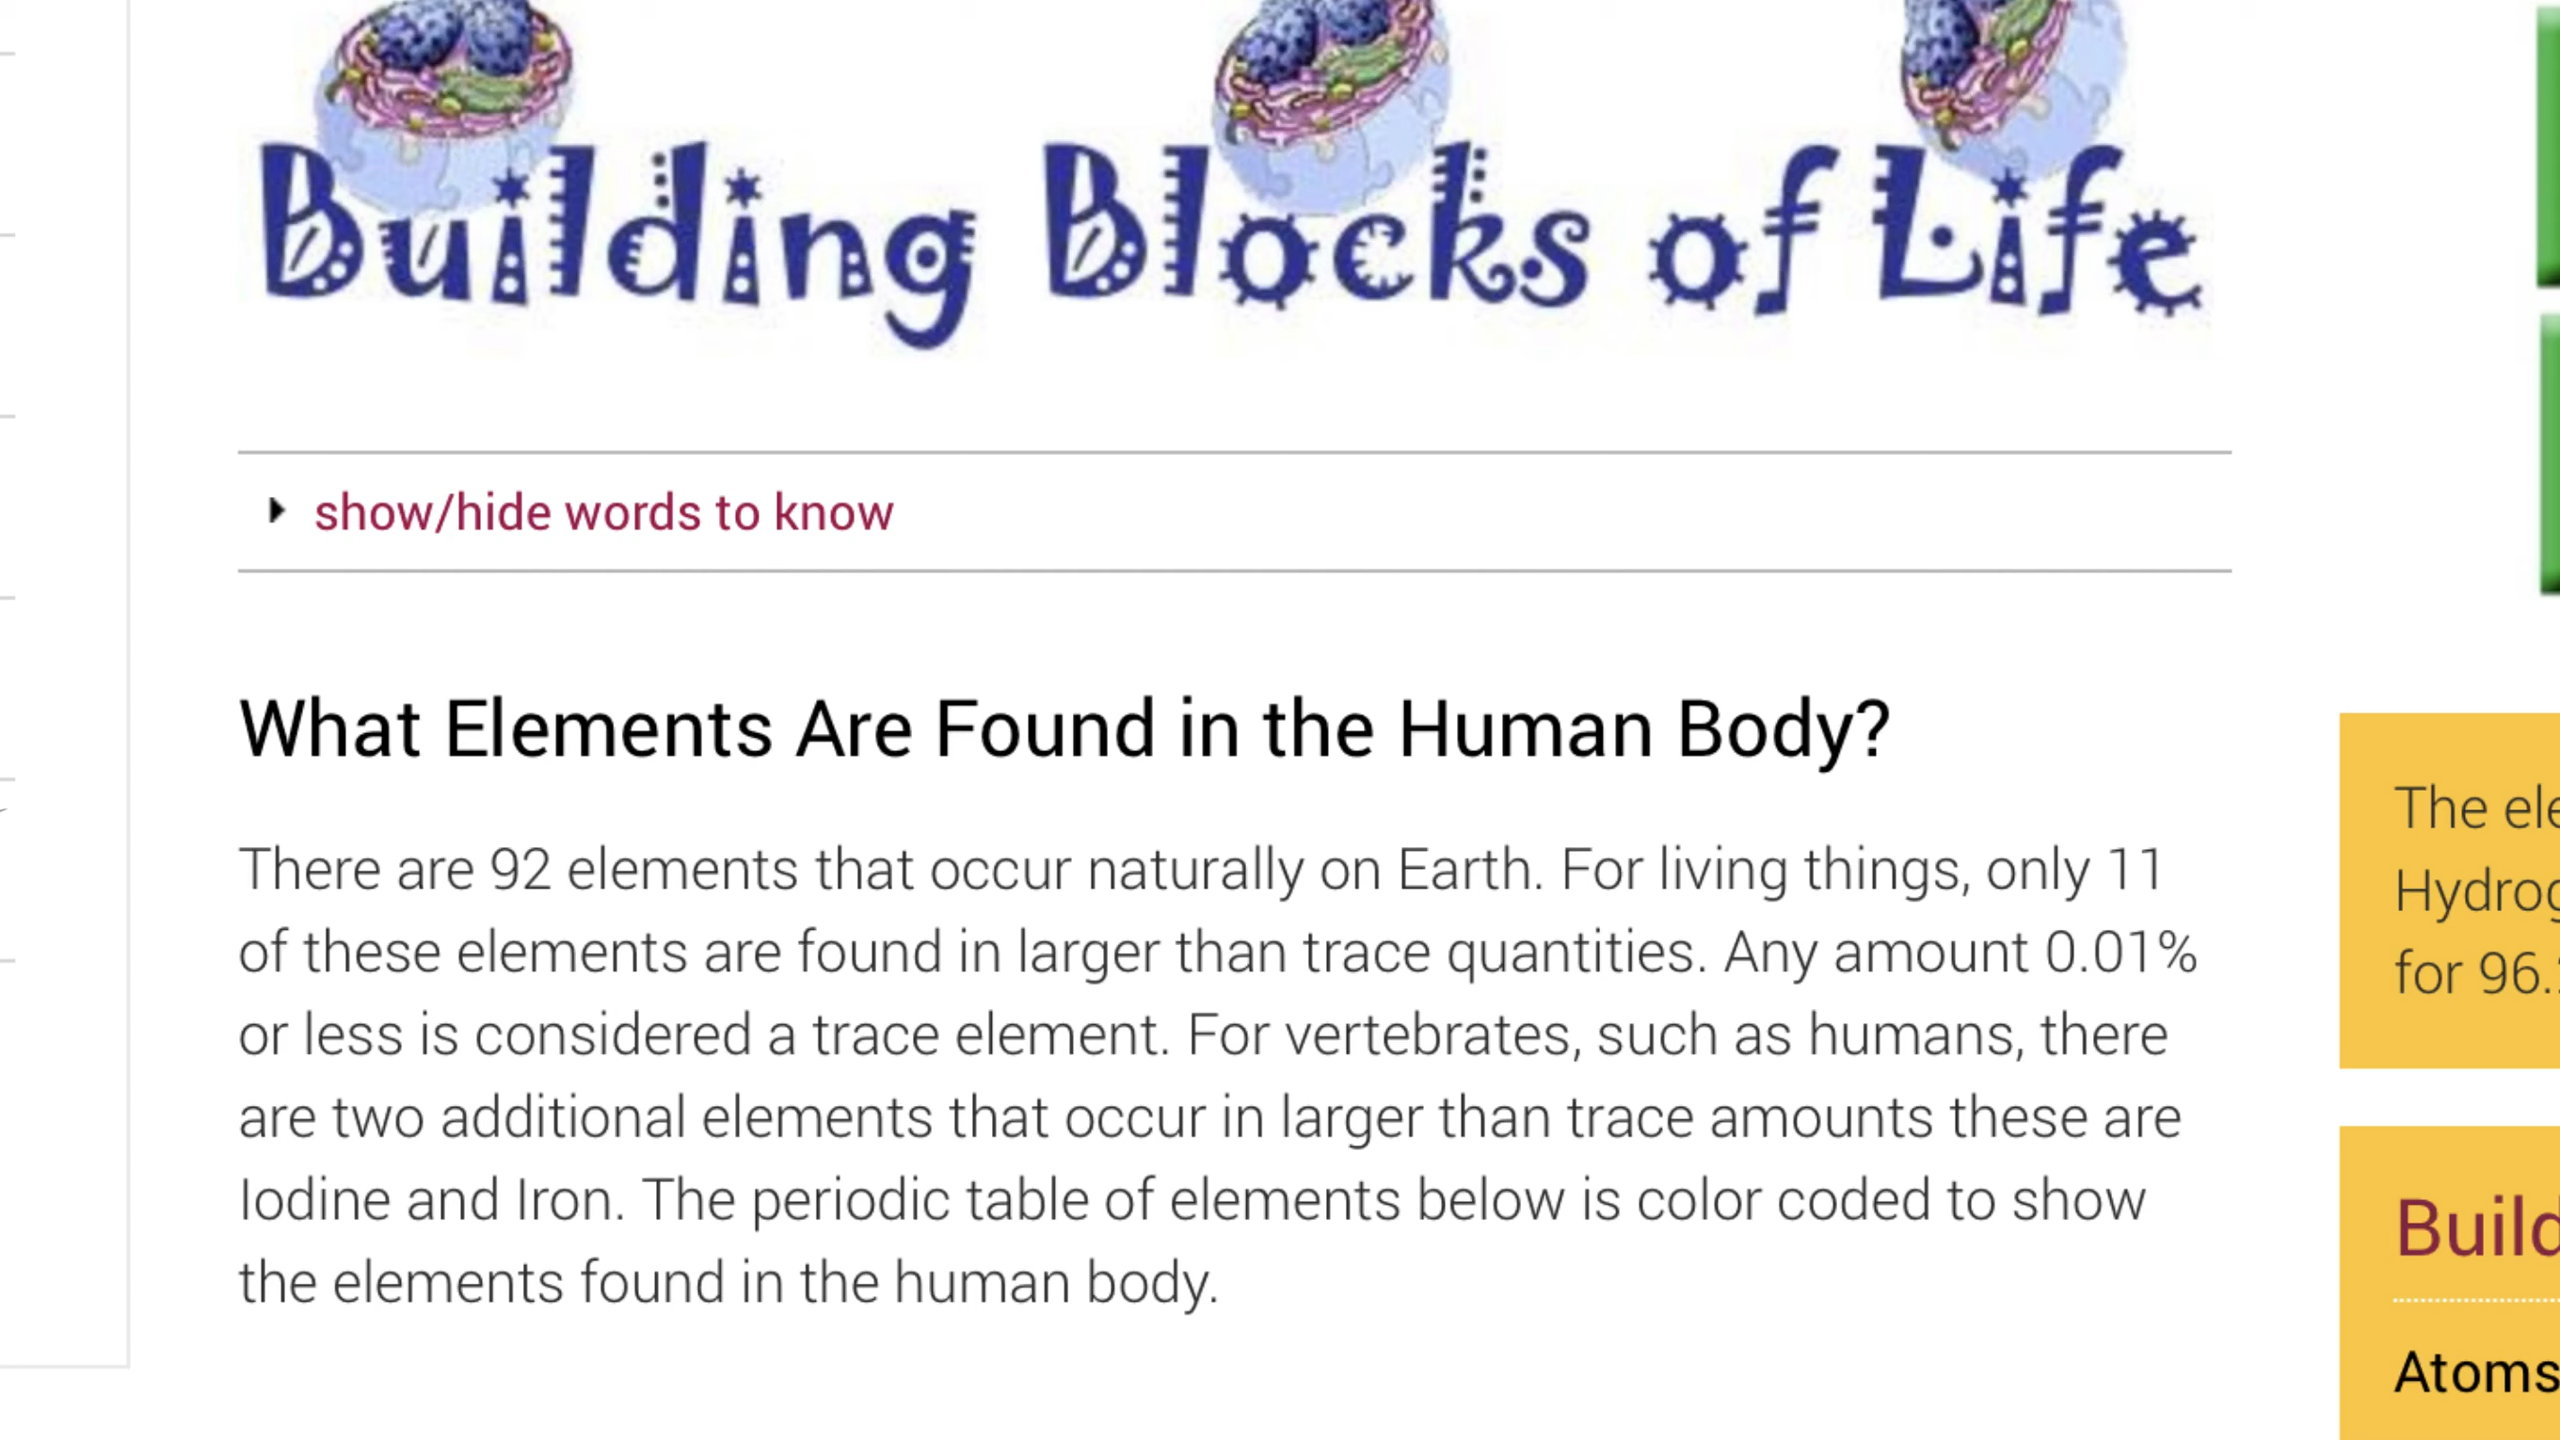 Building Blocks of Life
show/hide words to know
What Elements Are Found in the Human Body?
There are 92 elements that occur naturally on Earth. For living things, only 11
of these elements are found in larger than trace quantities. Any amount 0.01%
or less is considered a trace element. For vertebrates, such as humans, there
are two additional elements that occur in larger than trace amounts these are
Iodine and Iron. The periodic table of elements below is color coded to show
the elements found in the human body.
The
for
Atoms